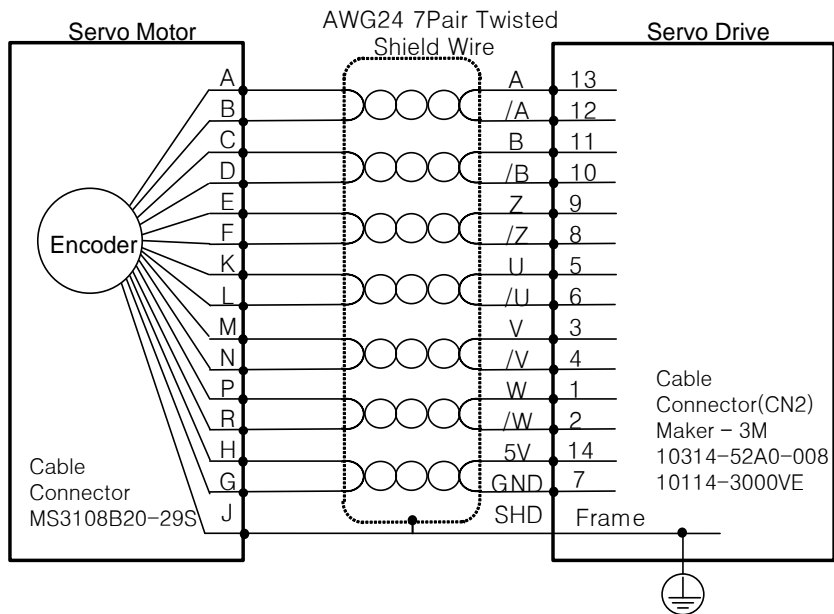 AWG24 7Pair Twisted
Shield Wire
Servo Motor
Servo Drive
A A 13
B /A 12
C B 11
D /B 10
E Z 9
F /Z 8
K U 5
L /U 6
M V 3
N /V 4
P W 1
R /W 2
H 5V 14
G GND 7
J SHD Frame
Encoder
Cable
Connector
MS3108B20-29S
Cable
Connector(CN2)
Maker - 3M
10314-52A0-008
10114-3000VE